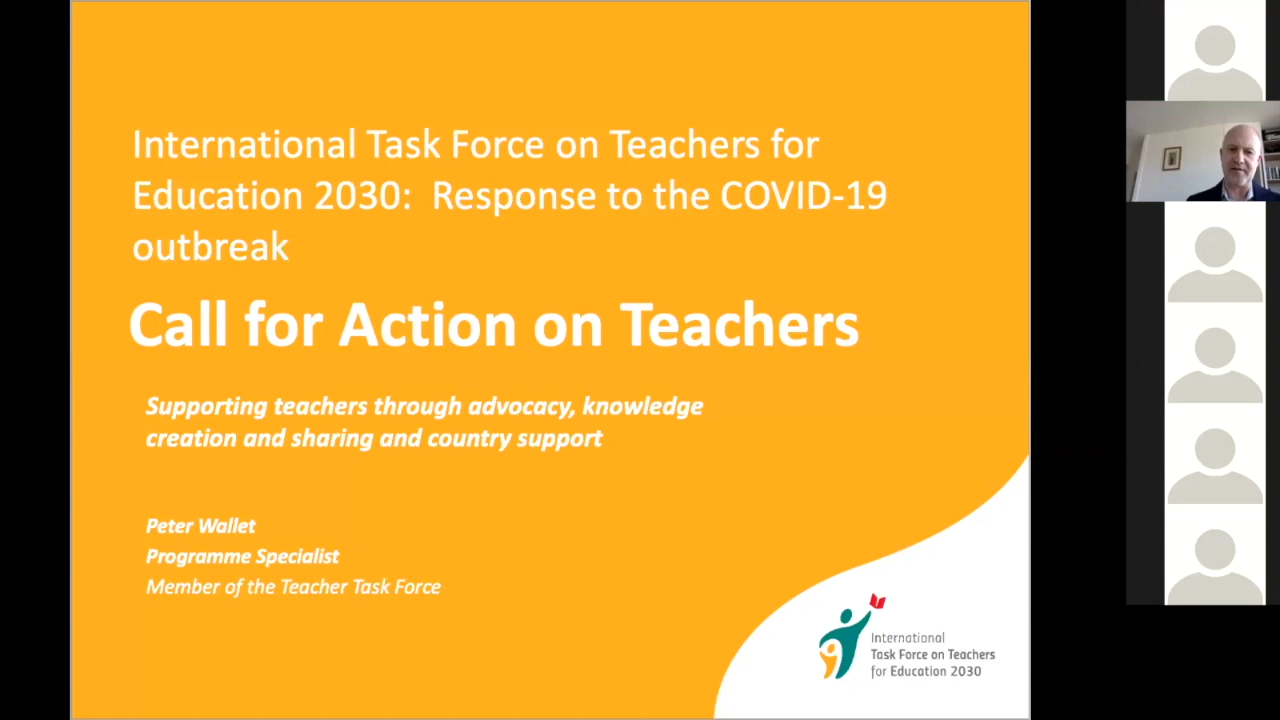 International Task Force on Teachers for
Education 2030:  Response to the COVID-19
outbreak
Call for Action on Teachers
Supporting teachers through advocacy, knowledge
creation and sharing and country support
Peter Wallet
Programme Specialist
Member of the Teacher Task Force
International
Task Force on Teachers
for Education 2030